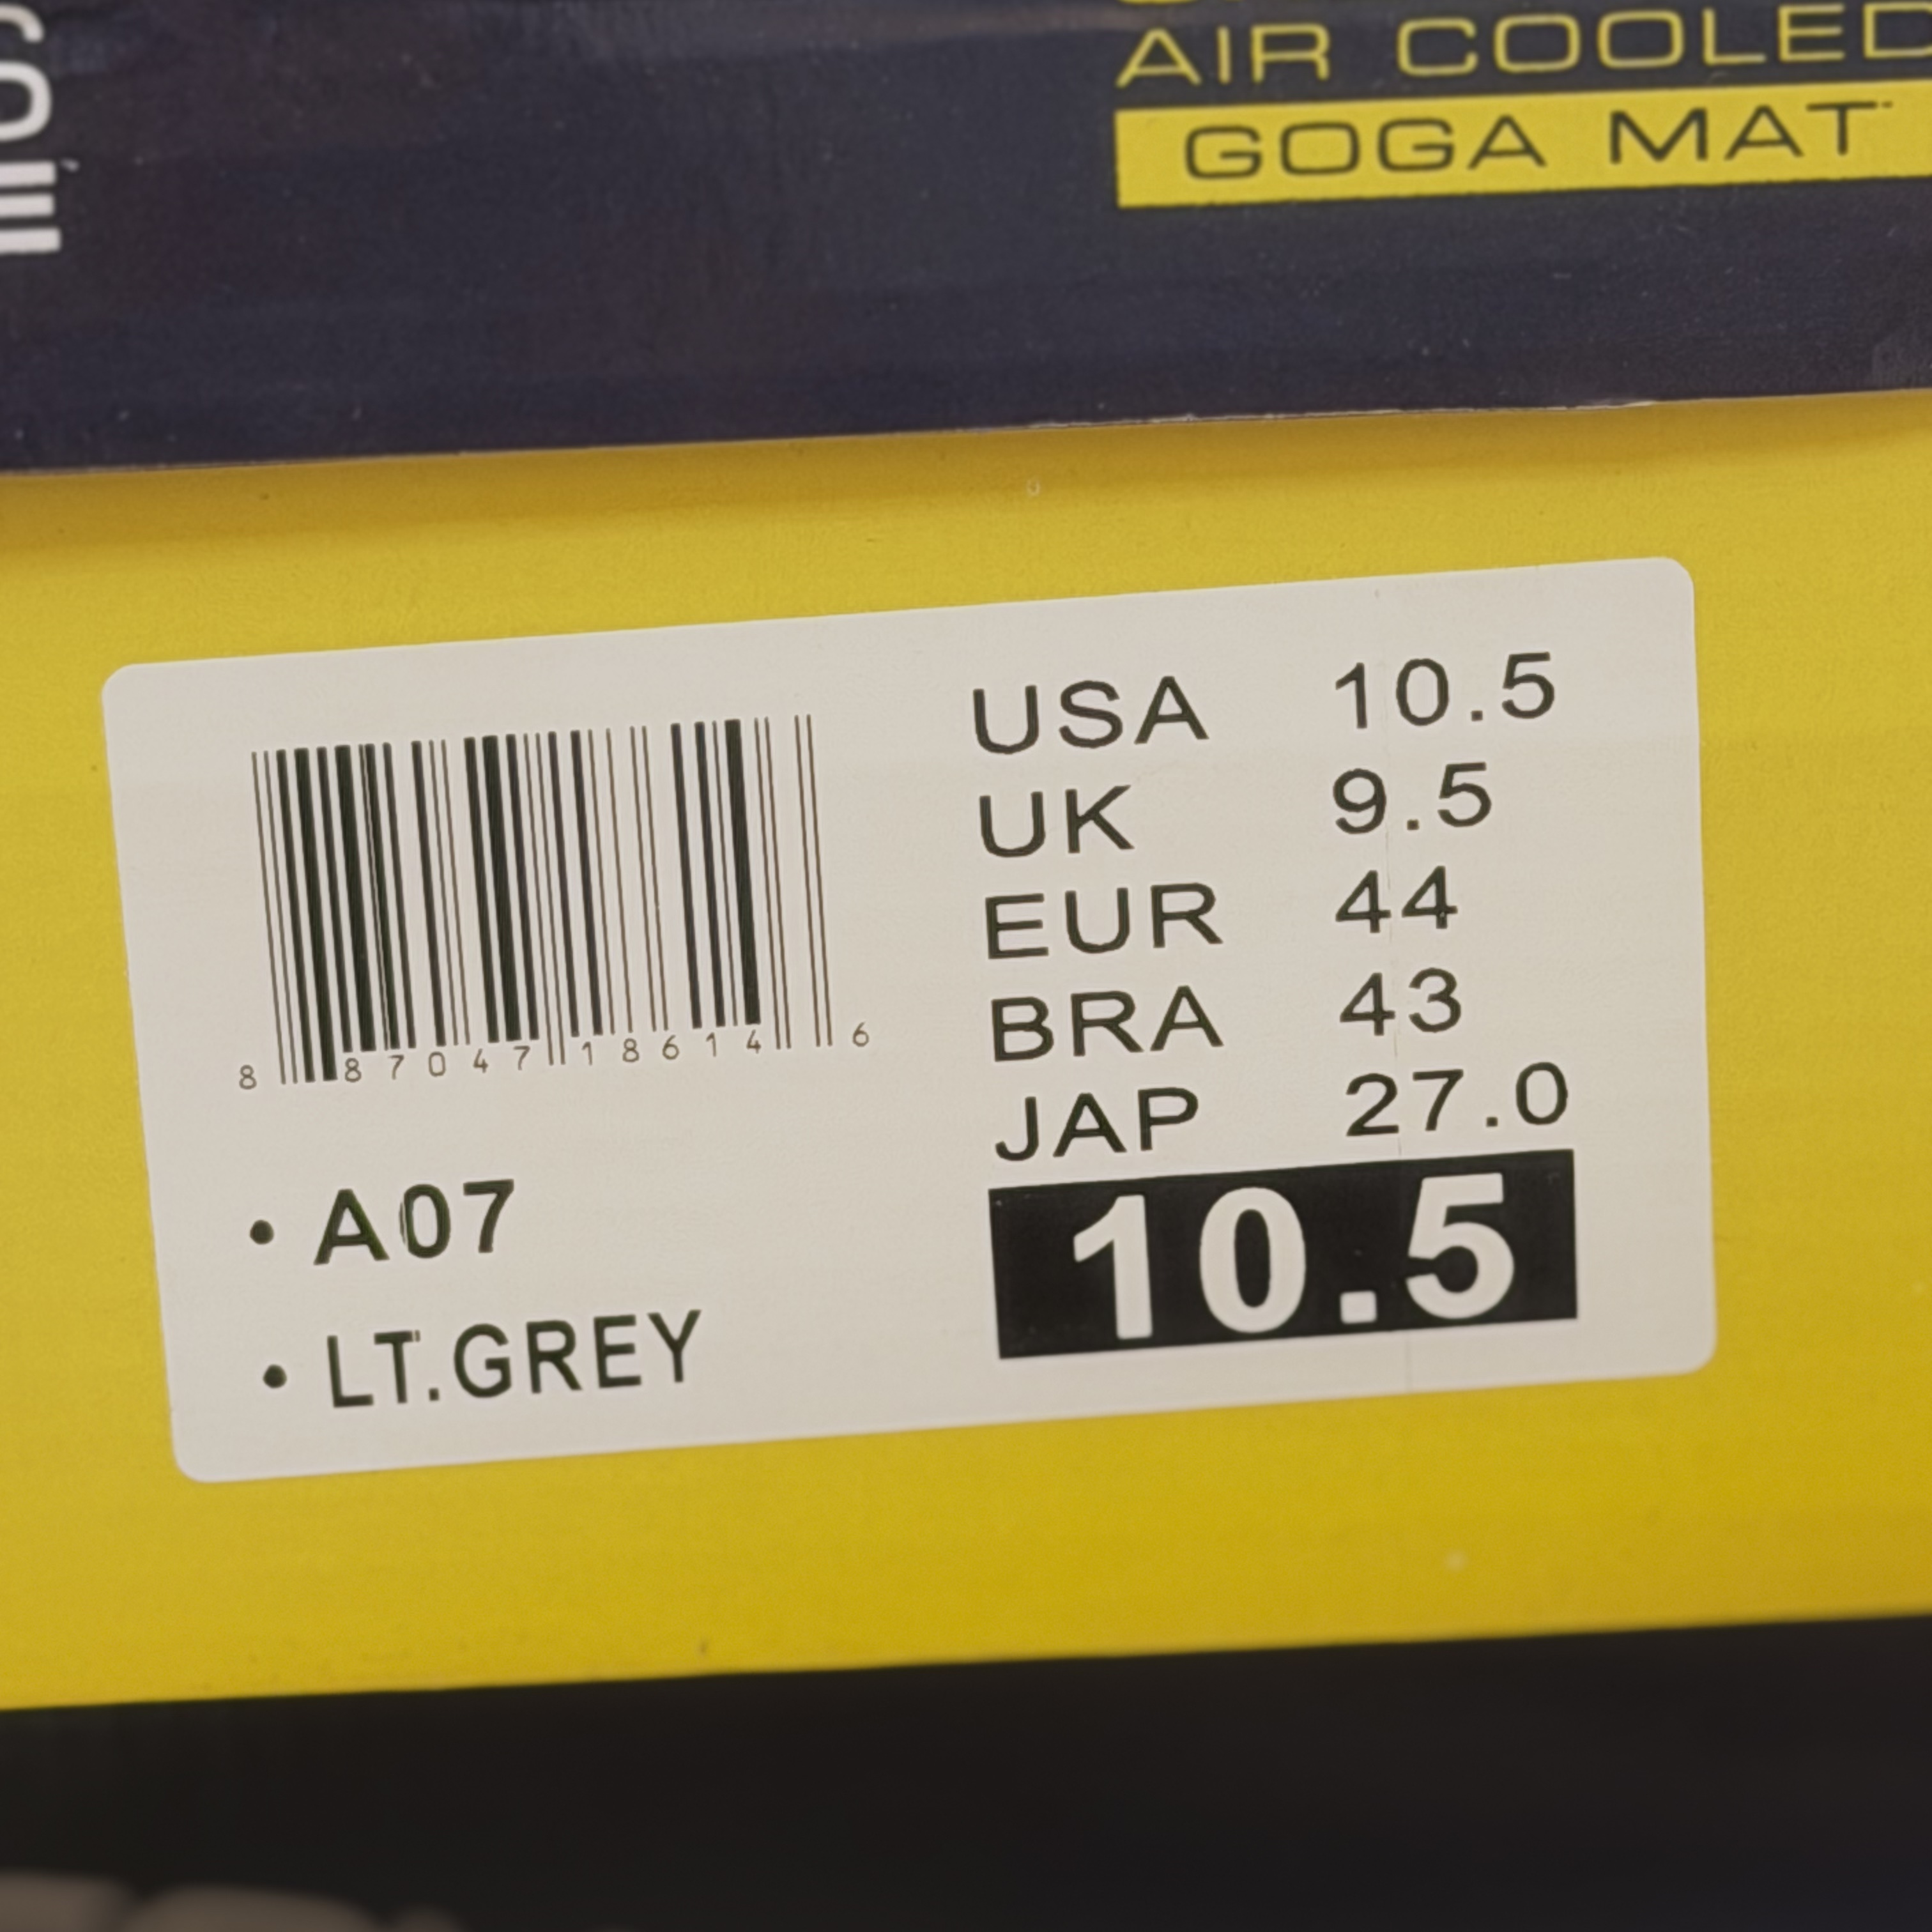 AIR COOLED
GOGA MAT
USA 10.5
UK 9.5
EUR 44
BRA 43
JAP 27.0
10.5
8 87047 18614 6
• A07
• LT.GREY